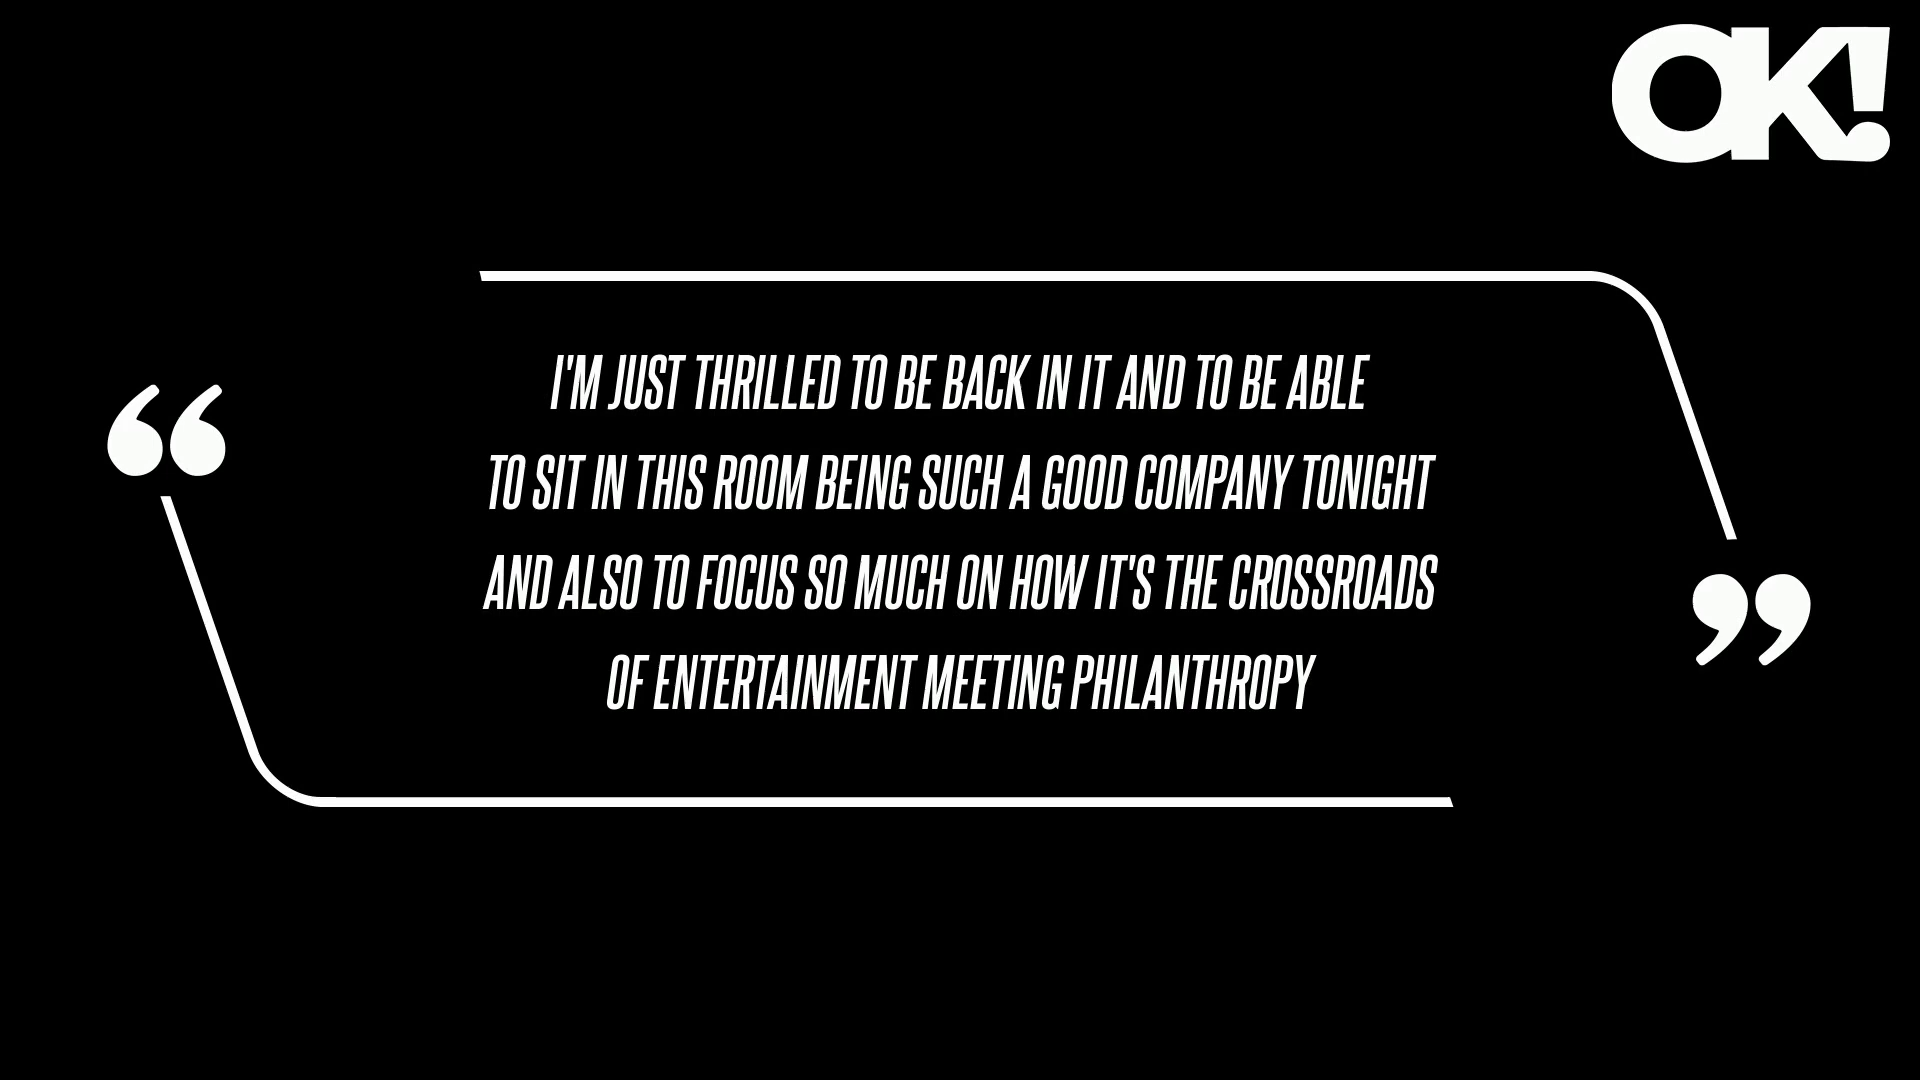 OK!
I'M JUST THRILLED TO BE BACK IN IT AND TO BE ABLE
TO SIT IN THIS ROOM BEING SUCH A GOOD COMPANY TONIGHT
AND ALSO TO FOCUS SO MUCH ON HOW IT'S THE CROSSROADS
OF ENTERTAINMENT MEETING PHILANTHROPY